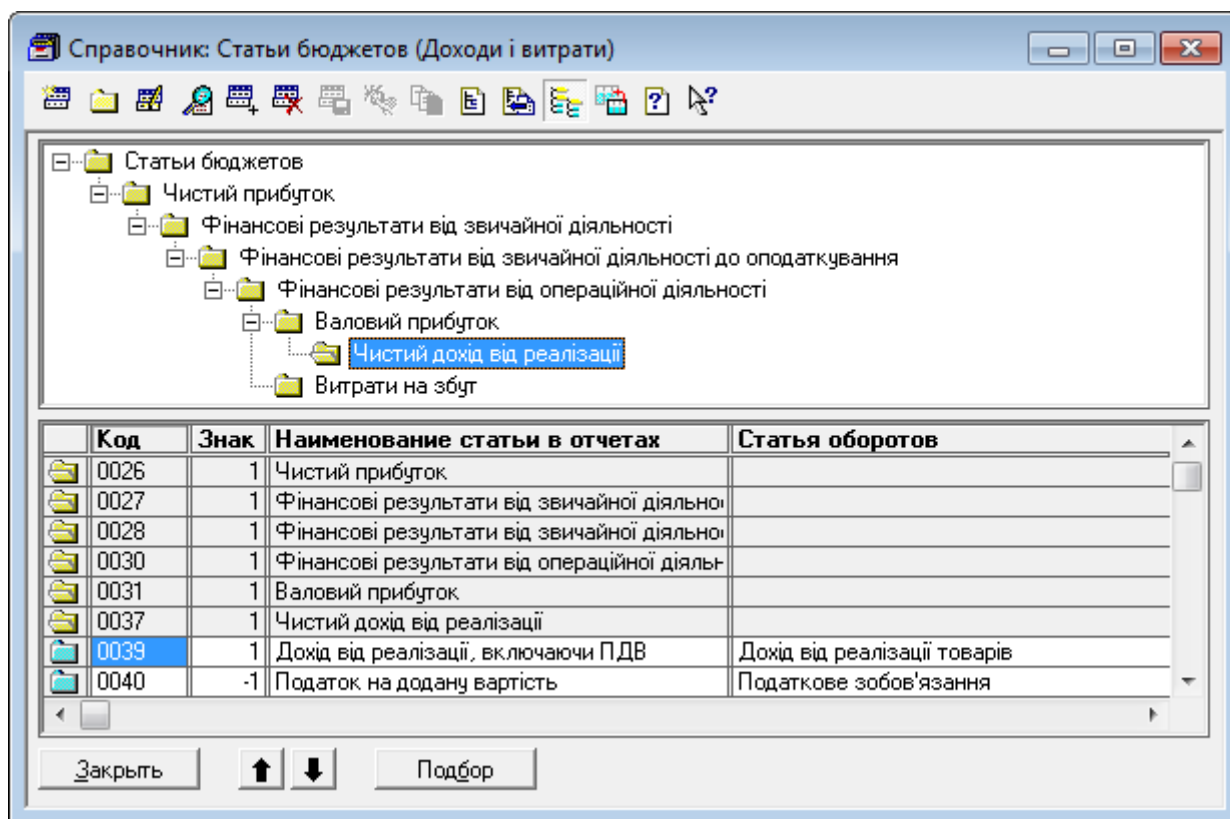 Справочник: Статьи бюджетов (Доходи і витрати)
Статьи бюджетов
Чистий прибуток
Фінансові результати від звичайної діяльності
Фінансові результати від звичайної діяльності до оподаткування
Фінансові результати від операційної діяльності
Валовий прибуток
Чистий дохід від реалізації
Витрати на збут
Код Знак Наименование статьи в отчетах Статья оборотов
0026 1 Чистий прибуток
0027 1 Фінансові результати від звичайної діяльно
0028 1 Фінансові результати від звичайної діяльно
0030 1 Фінансові результати від операційної діяльн
0031 1 Валовий прибуток
0037 1 Чистий дохід від реалізації
0039 1 Дохід від реалізації, включаючи ПДВ Дохід від реалізації товарів
0040 -1 Податок на додану вартість Податкове зобов'язання
Закрыть Подбор